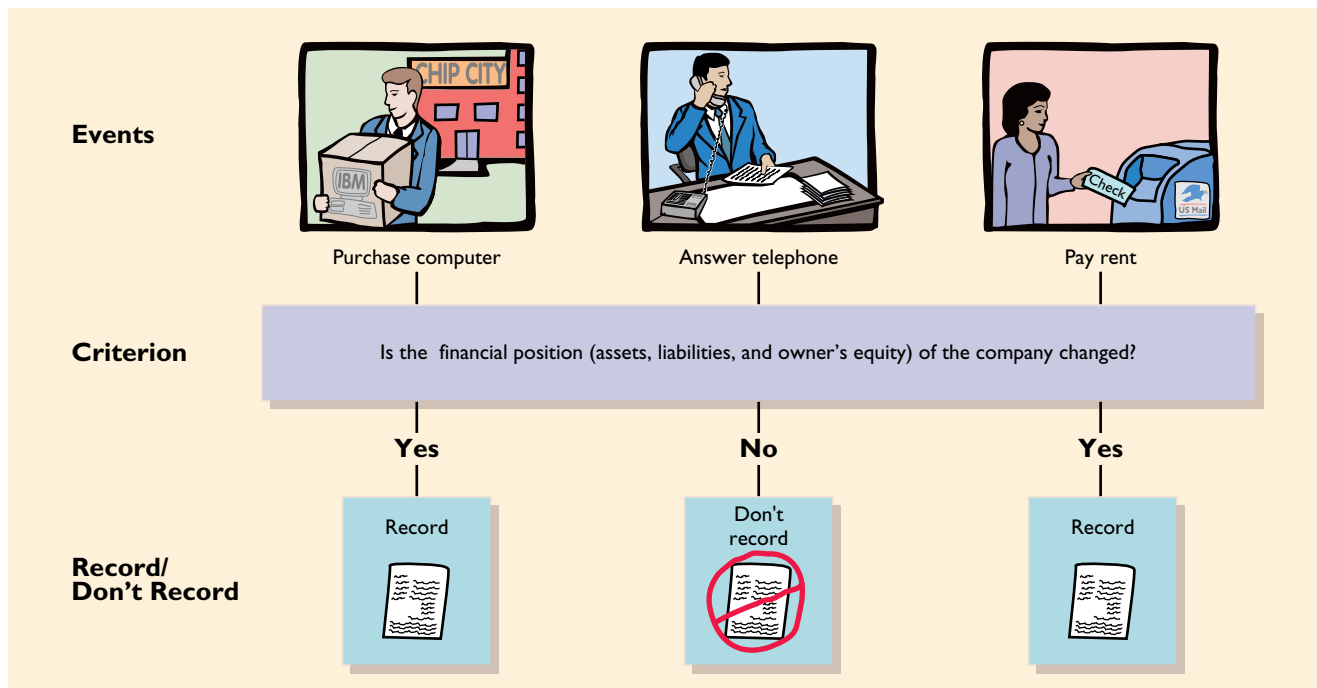 Events
CHIP CITY
IBM
Check
US Mail
Purchase computer
Answer telephone
Pay rent
Criterion
Is the financial position (assets, liabilities, and owner's equity) of the company changed?
Yes
No
Yes
Record/
Don't Record
Record
Don't
record
Record